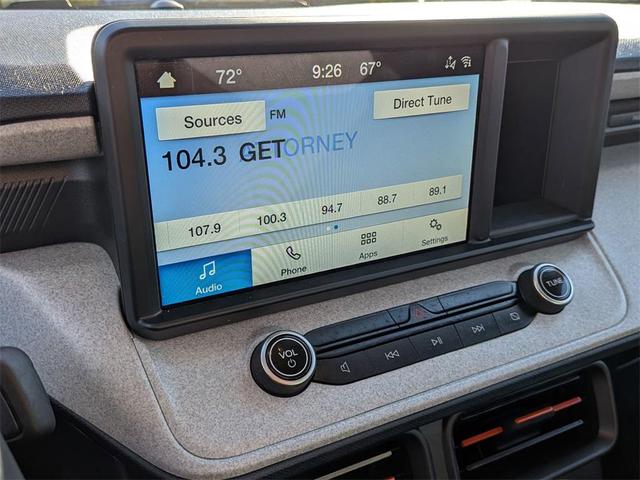 72° 9:26 67°
Sources FM Direct Tune
104.3 GETORNEY
107.9 100.3 94.7 88.7 89.1
Audio Phone Apps Settings
VOL TUNE